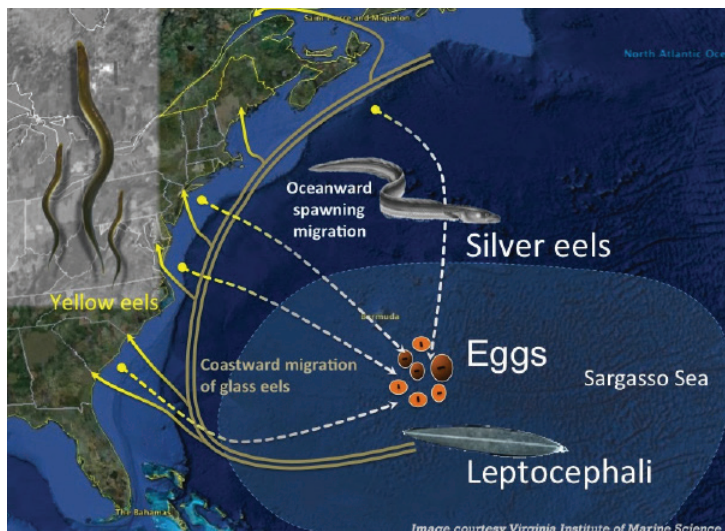 Saint Pierre and Miquelon
North Atlantic Oce
Oceanward
spawning
migration
Silver eels
Yellow eels
Bermuda
Eggs
Coastward migration
of glass eels
Sargasso Sea
Leptocephali
The Bahamas
Image courtesy Virginia Institute of Marine Science